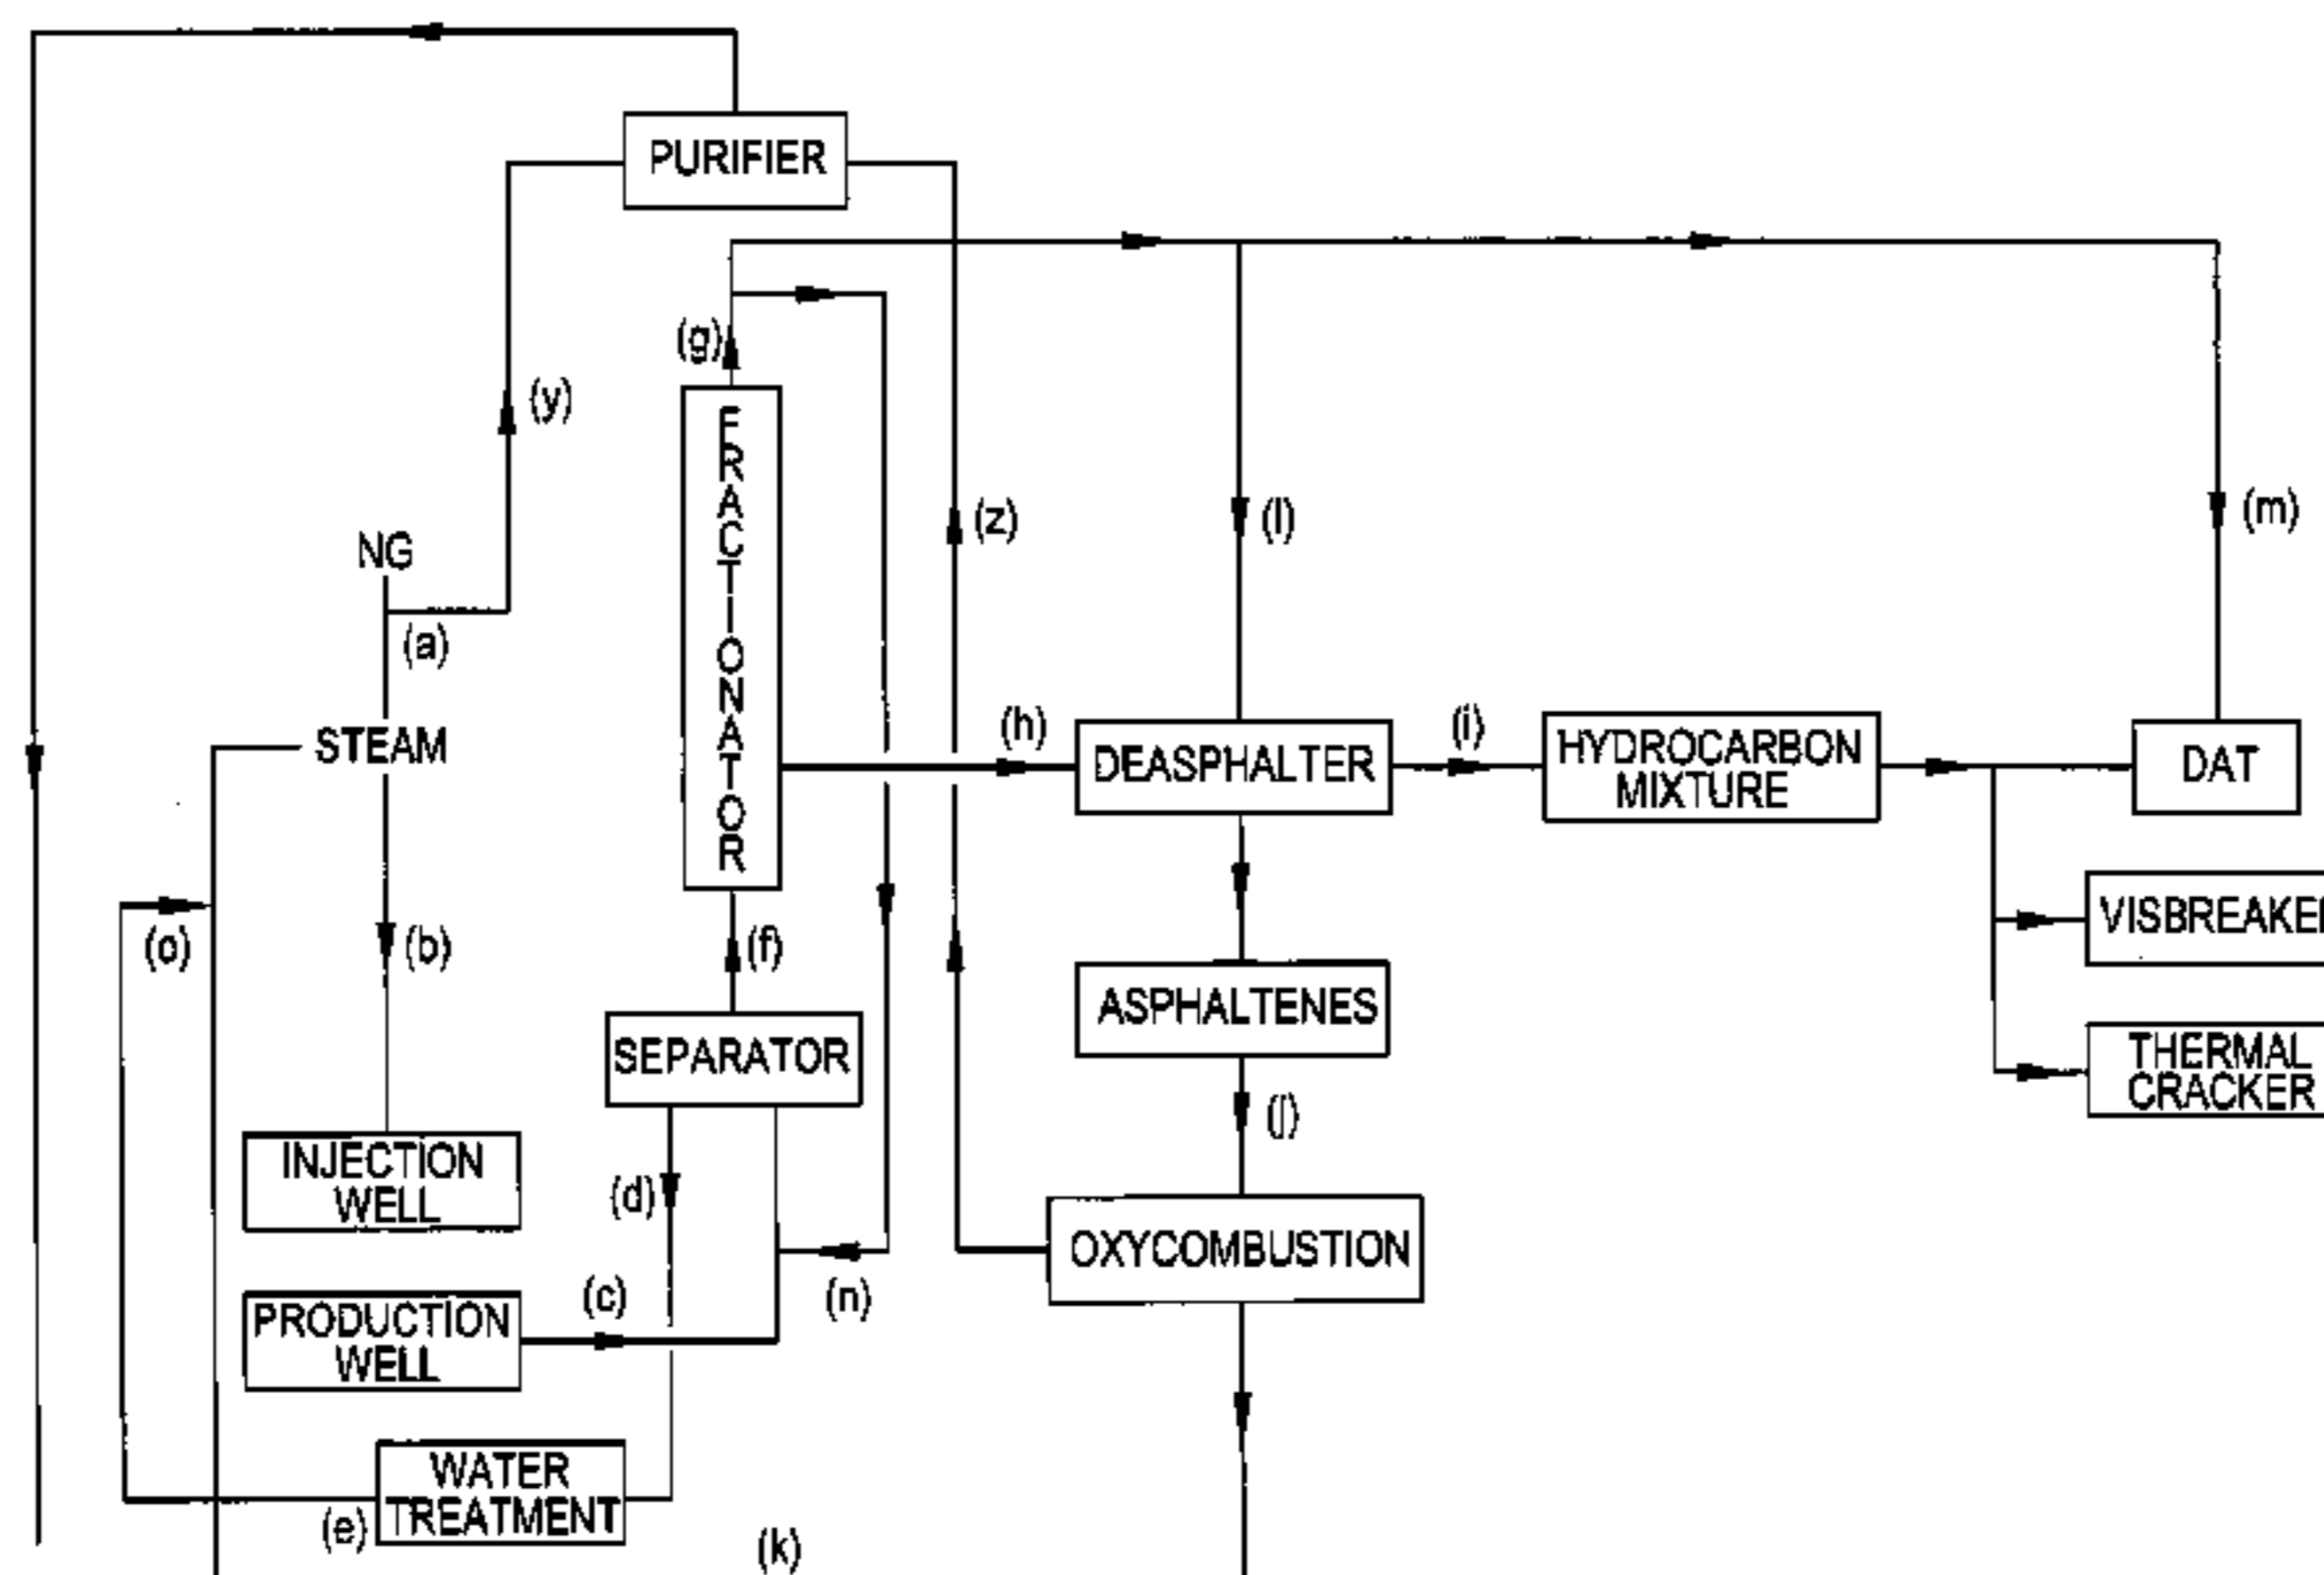 PURIFIER
(g)
(y)
(z)
(l)
(m)
FRACTIONATOR
NG
(a)
STEAM
(h)
DEASPHALTER
(i)
HYDROCARBON
MIXTURE
DAT
(o)
(b)
(f)
VISBREAKER
ASPHALTENES
SEPARATOR
THERMAL
CRACKER
(j)
INJECTION
WELL
(d)
OXYCOMBUSTION
(c)
(n)
PRODUCTION
WELL
WATER
TREATMENT
(e)
(k)